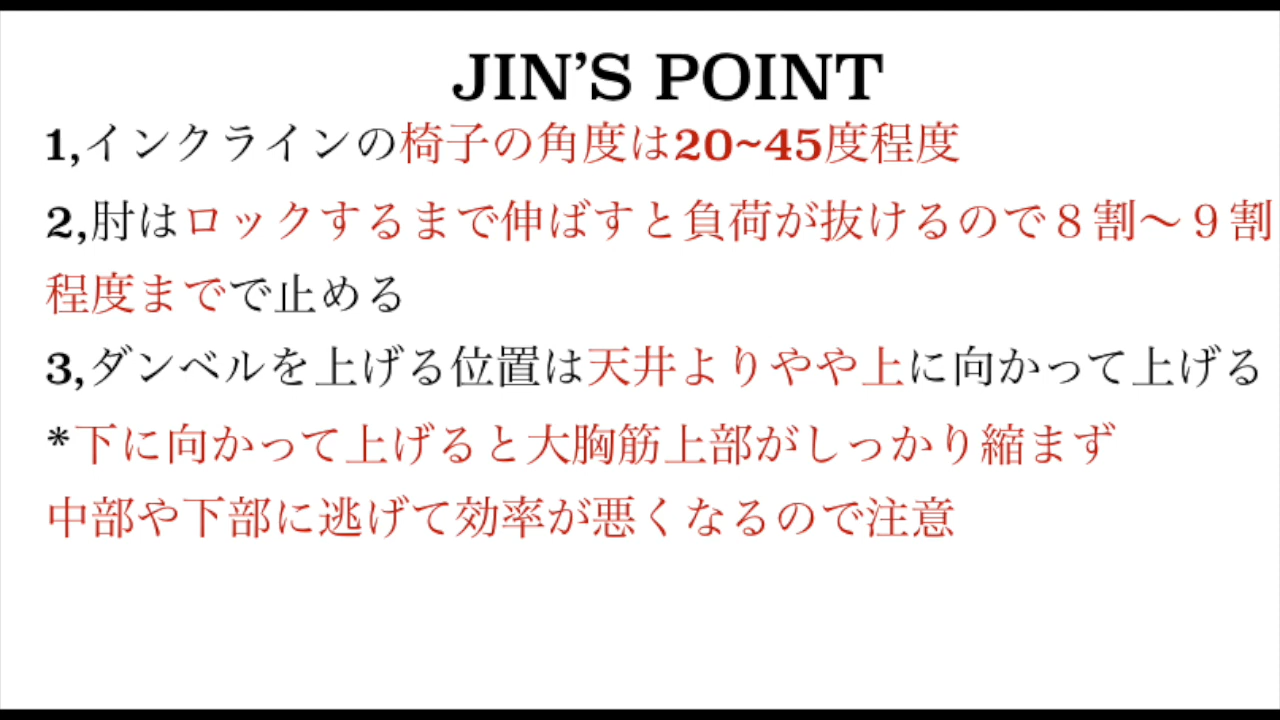 JIN’S POINT
1,インクラインの椅子の角度は20~45度程度
2,肘はロックするまで伸ばすと負荷が抜けるので８割〜９割
程度までで止める
3,ダンベルを上げる位置は天井よりやや上に向かって上げる
*下に向かって上げると大胸筋上部がしっかり縮まず
中部や下部に逃げて効率が悪くなるので注意